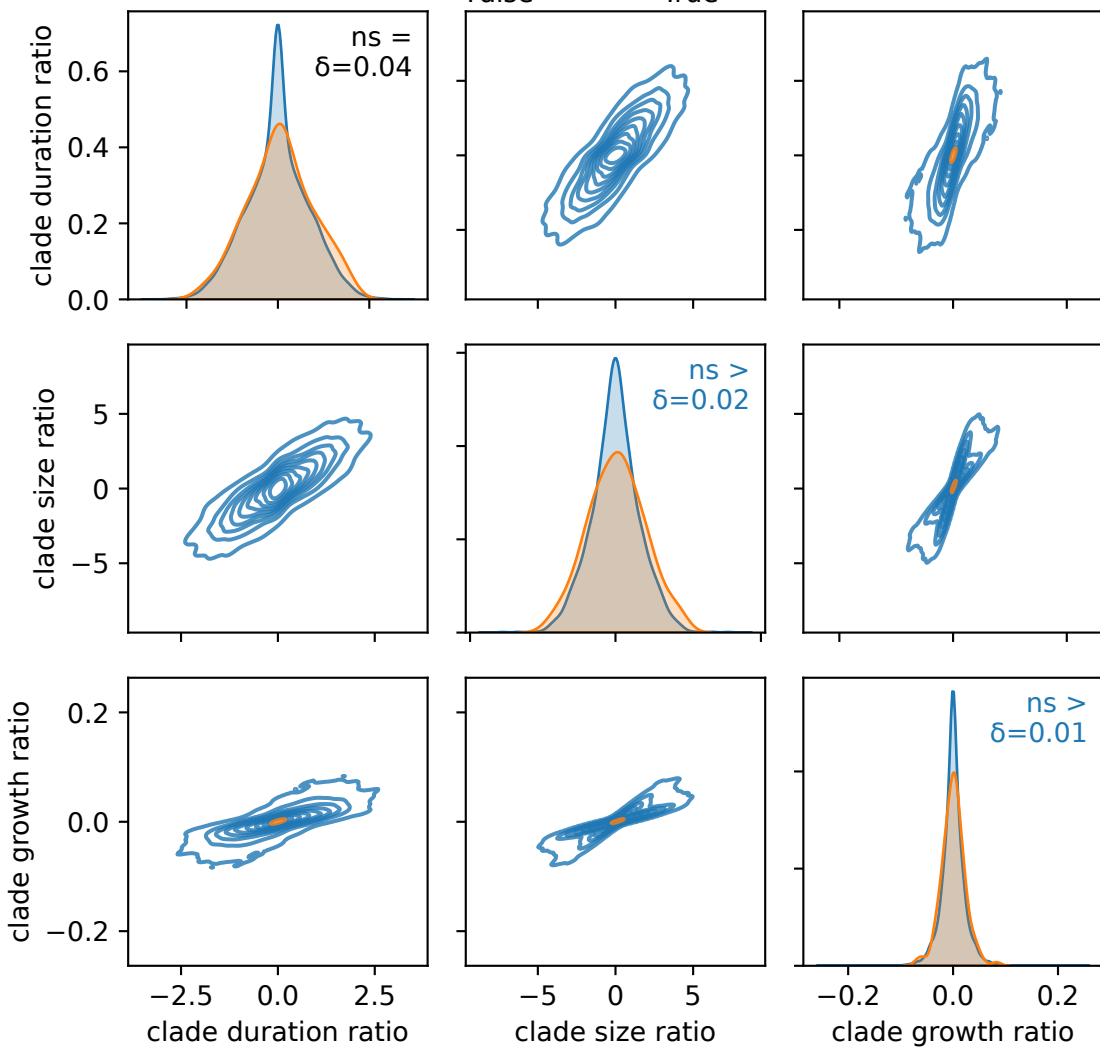 clade duration ratio
0.6
0.4
0.2
0.0
ns =
δ=0.04
clade size ratio
5
0
−5
ns >
δ=0.02
clade growth ratio
0.2
0.0
−0.2
ns >
δ=0.01
−2.5 0.0 2.5
−5 0 5
−0.2 0.0 0.2
clade duration ratio
clade size ratio
clade growth ratio